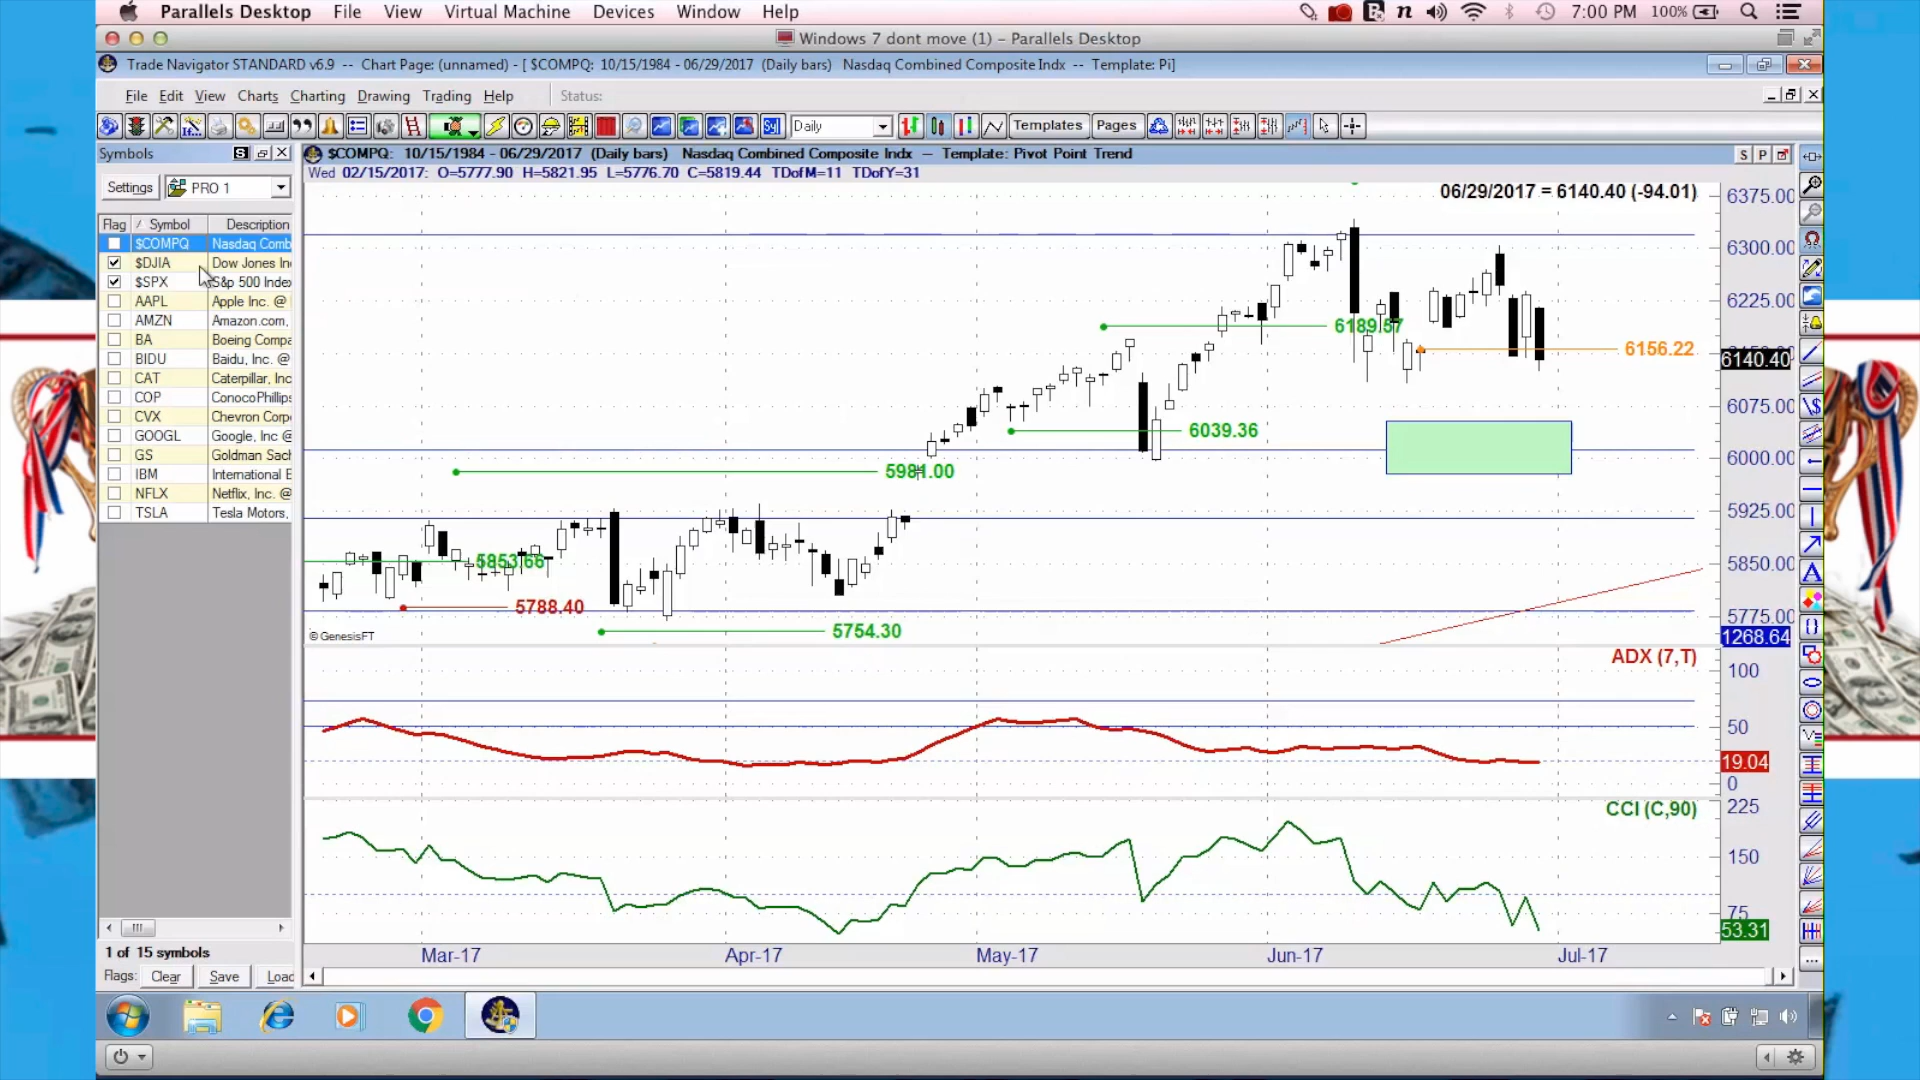 Parallels Desktop File View Virtual Machine Devices Window Help 7:00 PM 100%
Windows 7 dont move (1) - Parallels Desktop
Trade Navigator STANDARD v6.9 -- Chart Page: (unnamed) - [ $COMPQ: 10/15/1984 - 06/29/2017 (Daily bars) Nasdaq Combined Composite Indx -- Template: Pi]
File Edit View Charts Charting Drawing Trading Help Status:
Daily Templates Pages
Symbols
$COMPQ: 10/15/1984 - 06/29/2017 (Daily bars) Nasdaq Combined Composite Indx – Template: Pivot Point Trend
S P
Wed 02/15/2017: O=5777.90 H=5821.95 L=5776.70 C=5819.44 TDofM=11 TDofY=31
Settings PRO 1
Flag Symbol Description
$COMPQ Nasdaq Comb
$DJIA Dow Jones In
$SPX S&p 500 Index
AAPL Apple Inc. @
AMZN Amazon.com,
BA Boeing Compa
BIDU Baidu, Inc. @
CAT Caterpillar, Inc
COP ConocoPhillips
CVX Chevron Corp
GOOGL Google, Inc @
GS Goldman Sach
IBM International B
NFLX Netflix, Inc. @
TSLA Tesla Motors,
1 of 15 symbols
Flags: Clear Save Load
06/29/2017 = 6140.40 (-94.01)
6375.00
6300.00
6225.00
6140.40
6075.00
6000.00
5925.00
5850.00
5775.00
1268.64
6189.57
6156.22
6039.36
5981.00
5853.66
5788.40
5754.30
© GenesisFT
ADX (7,T)
100
50
19.04
0
CCI (C,90)
225
150
75
53.31
Mar-17 Apr-17 May-17 Jun-17 Jul-17